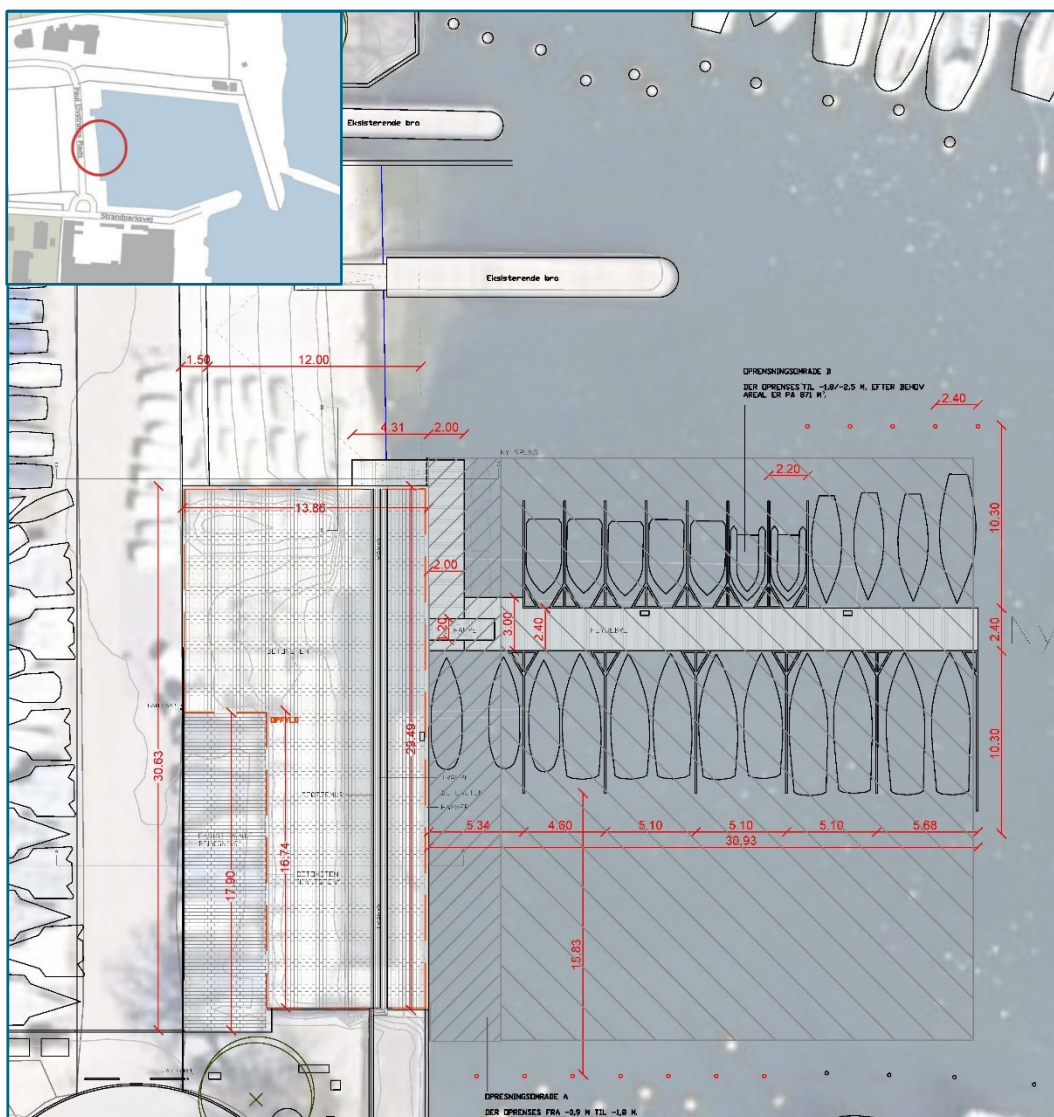 Strandparksvej
Eksisterende bro
Eksisterende bro
1.50
12.00
OPRENSNINGSOMRÅDE B
DER OPRENSES TIL -1,8/-2,5 M. EFTER BEHOV
AREAL ER PÅ 871 M².
2.40
4.31
2.00
2.20
13.86
10.30
2.00
3.00
2.40
2.40
OPFYLD
10.30
29.49
30.63
17.90
16.74
5.34
4.60
5.10
5.10
5.10
5.68
30.93
15.83
OPRESNINGSOMRÅDE A
DER OPRENSES FRA -0,9 M TIL -1,8 M.